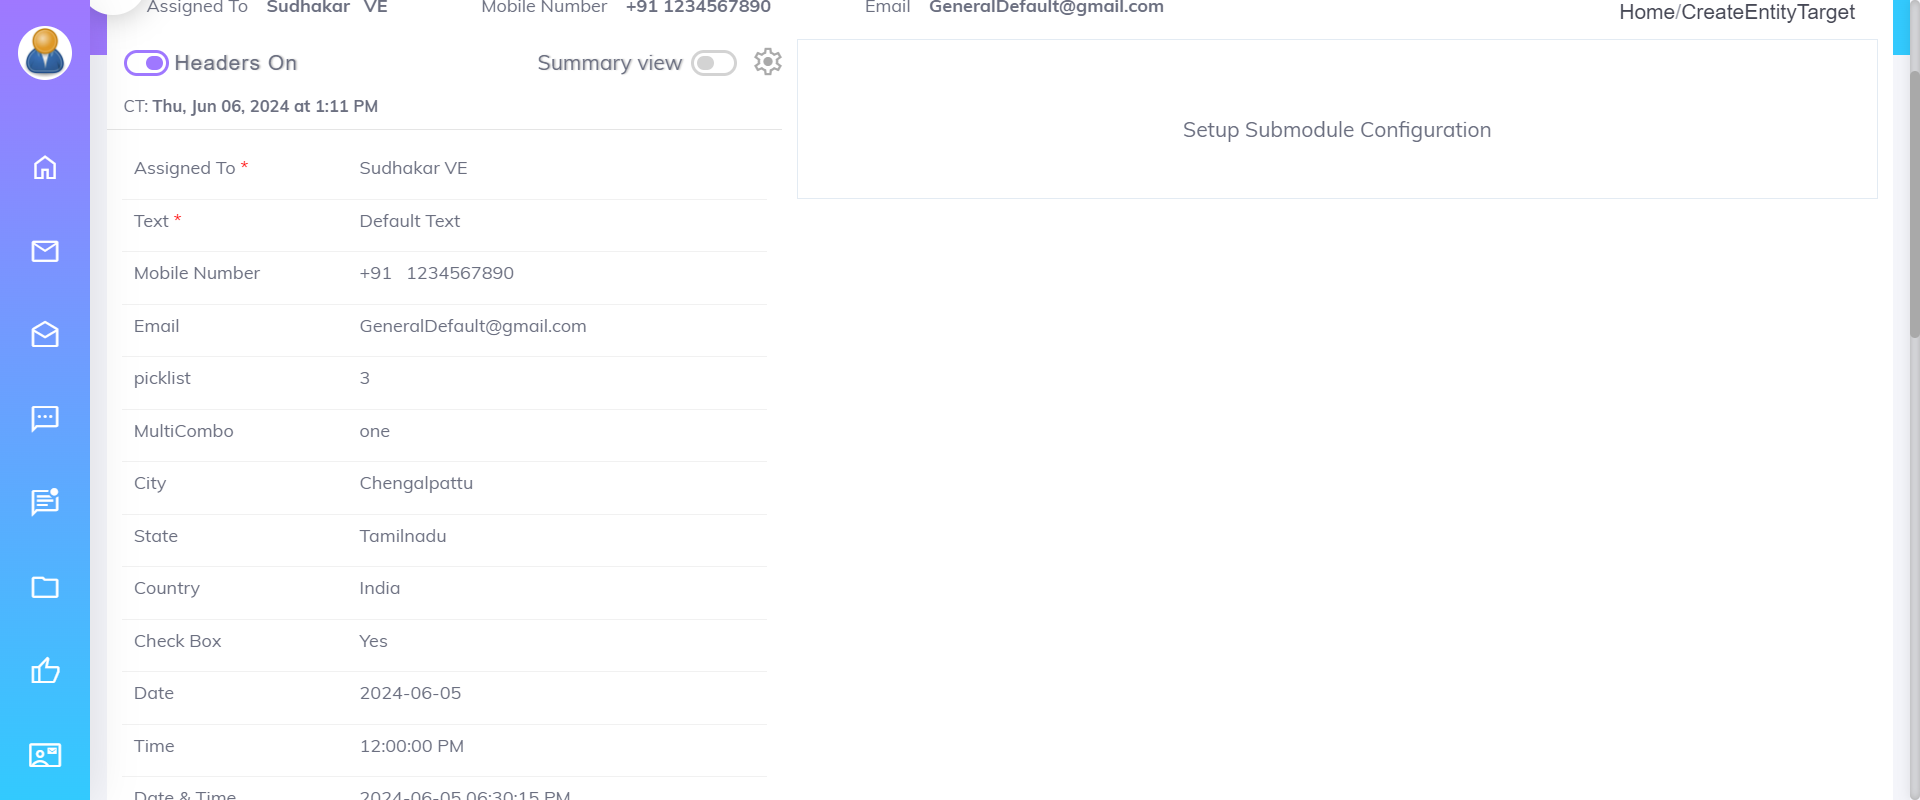 Assigned To Sudhakar VE Mobile Number +91 1234567890 Email GeneralDefault@gmail.com
Home/CreateEntityTarget
Headers On Summary view
CT: Thu, Jun 06, 2024 at 1:11 PM
Setup Submodule Configuration
Assigned To * Sudhakar VE
Text * Default Text
Mobile Number +91 1234567890
Email GeneralDefault@gmail.com
picklist 3
MultiCombo one
City Chengalpattu
State Tamilnadu
Country India
Check Box Yes
Date 2024-06-05
Time 12:00:00 PM
Date & Time 2024-06-05 06:30:15 PM